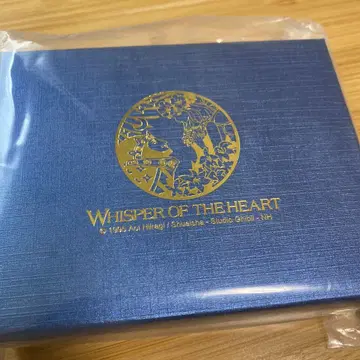 WHISPER OF THE HEART
© 1995 Aoi Hiiragi / Shueisha - Studio Ghibli - NH